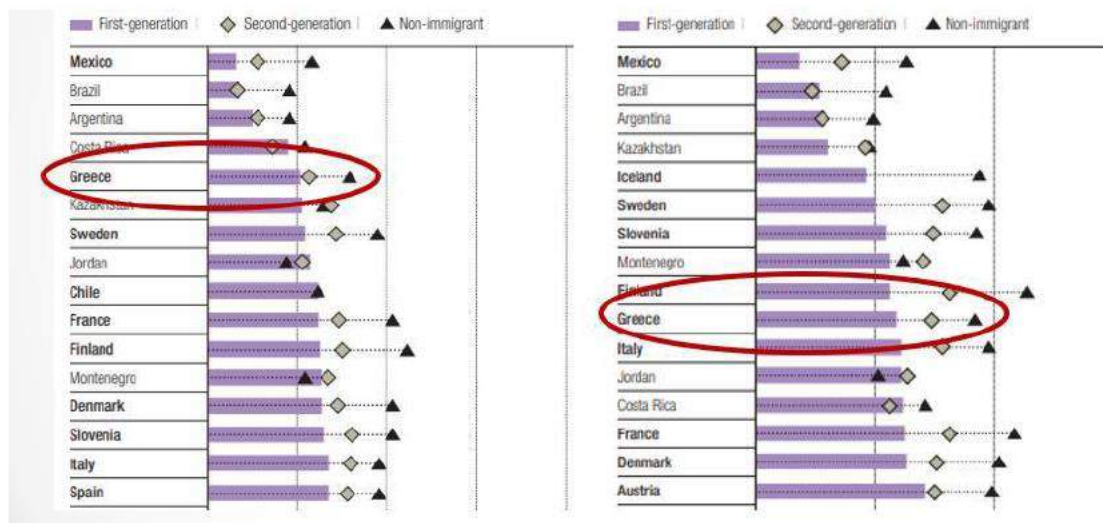 First-generation Second-generation Non-immigrant
Mexico
Brazil
Argentina
Costa Rica
Greece
Kazakhstan
Sweden
Jordan
Chile
France
Finland
Montenegro
Denmark
Slovenia
Italy
Spain
First-generation Second-generation Non-immigrant
Mexico
Brazil
Argentina
Kazakhstan
Iceland
Sweden
Slovenia
Montenegro
Finland
Greece
Italy
Jordan
Costa Rica
France
Denmark
Austria